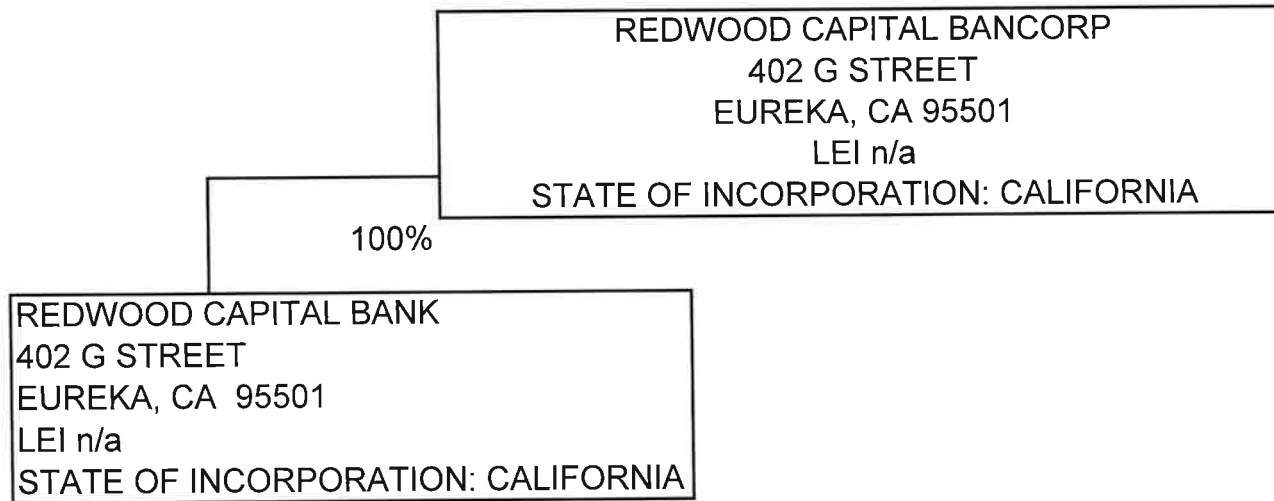 REDWOOD CAPITAL BANCORP
402 G STREET
EUREKA, CA 95501
LEI n/a
STATE OF INCORPORATION: CALIFORNIA
100%
REDWOOD CAPITAL BANK
402 G STREET
EUREKA, CA  95501
LEI n/a
STATE OF INCORPORATION: CALIFORNIA